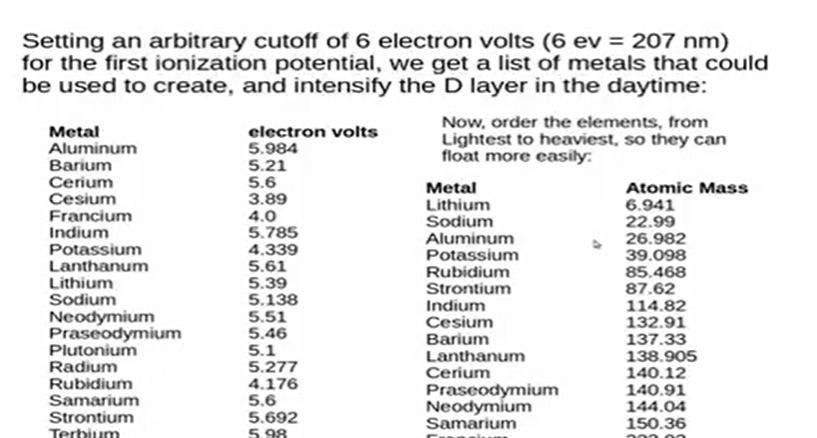 Setting an arbitrary cutoff of 6 electron volts (6 ev = 207 nm)
for the first ionization potential, we get a list of metals that could
be used to create, and intensify the D layer in the daytime:
Metal electron volts
Aluminum 5.984
Barium 5.21
Cerium 5.6
Cesium 3.89
Francium 4.0
Indium 5.785
Potassium 4.339
Lanthanum 5.61
Lithium 5.39
Sodium 5.138
Neodymium 5.51
Praseodymium 5.46
Plutonium 5.1
Radium 5.277
Rubidium 4.176
Samarium 5.6
Strontium 5.692
Terbium 5.98
Now, order the elements, from
Lightest to heaviest, so they can
float more easily:
Metal Atomic Mass
Lithium 6.941
Sodium 22.99
Aluminum 26.982
Potassium 39.098
Rubidium 85.468
Strontium 87.62
Indium 114.82
Cesium 132.91
Barium 137.33
Lanthanum 138.905
Cerium 140.12
Praseodymium 140.91
Neodymium 144.04
Samarium 150.36